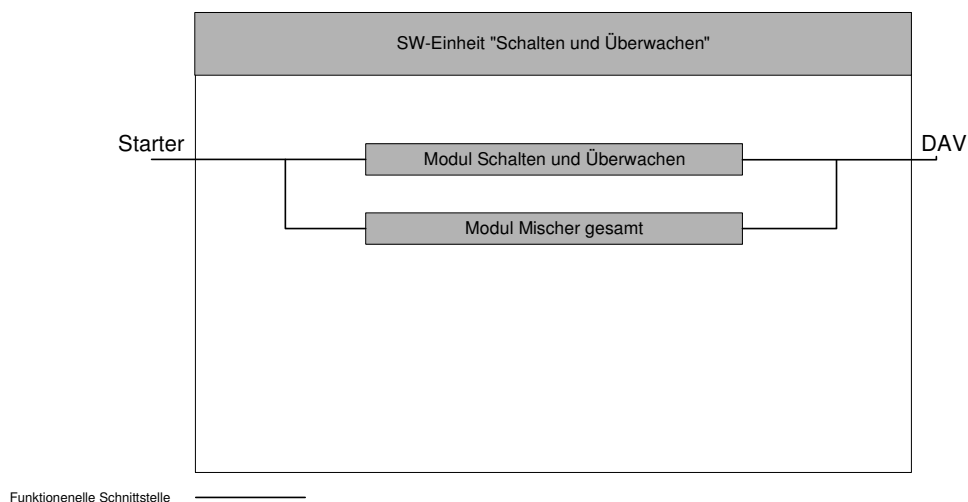 SW-Einheit "Schalten und Überwachen"
Starter
DAV
Modul Schalten und Überwachen
Modul Mischer gesamt
Funktionenelle Schnittstelle